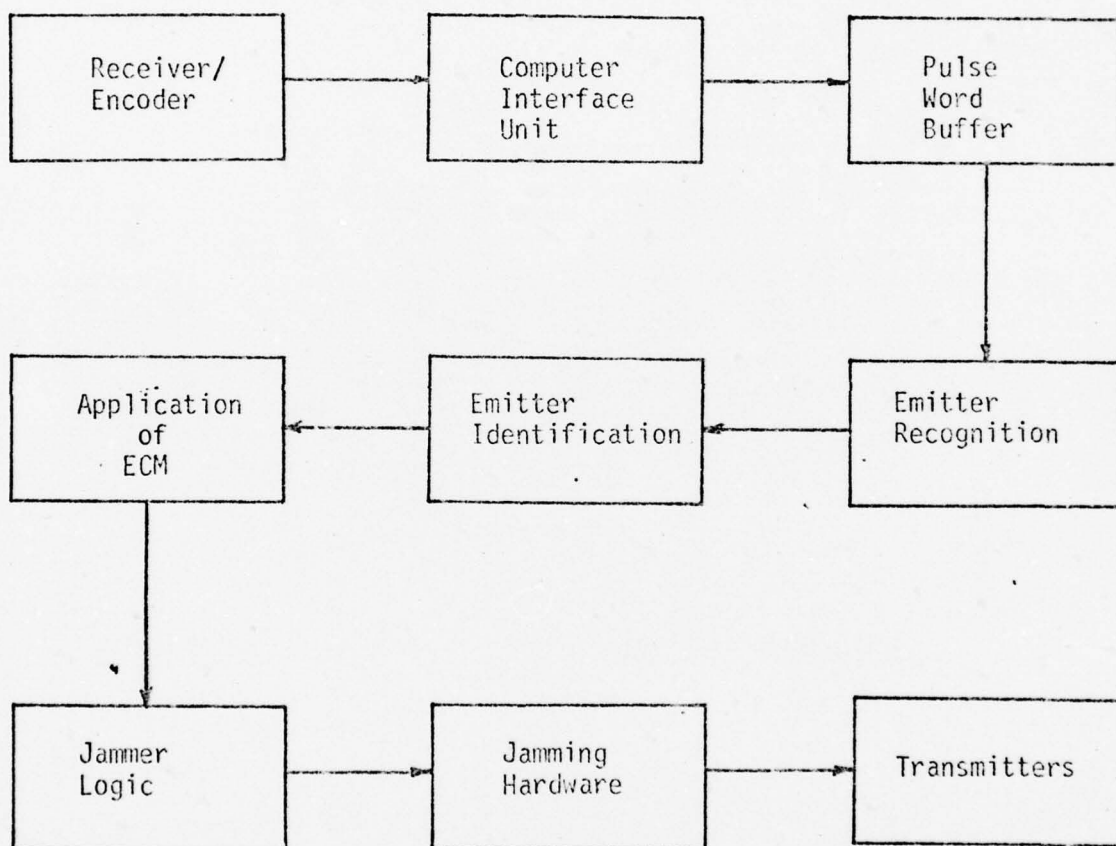 Receiver/
Encoder
Computer
Interface
Unit
Pulse
Word
Buffer
Application
of
ECM
Emitter
Identification
Emitter
Recognition
Jammer
Logic
Jamming
Hardware
Transmitters